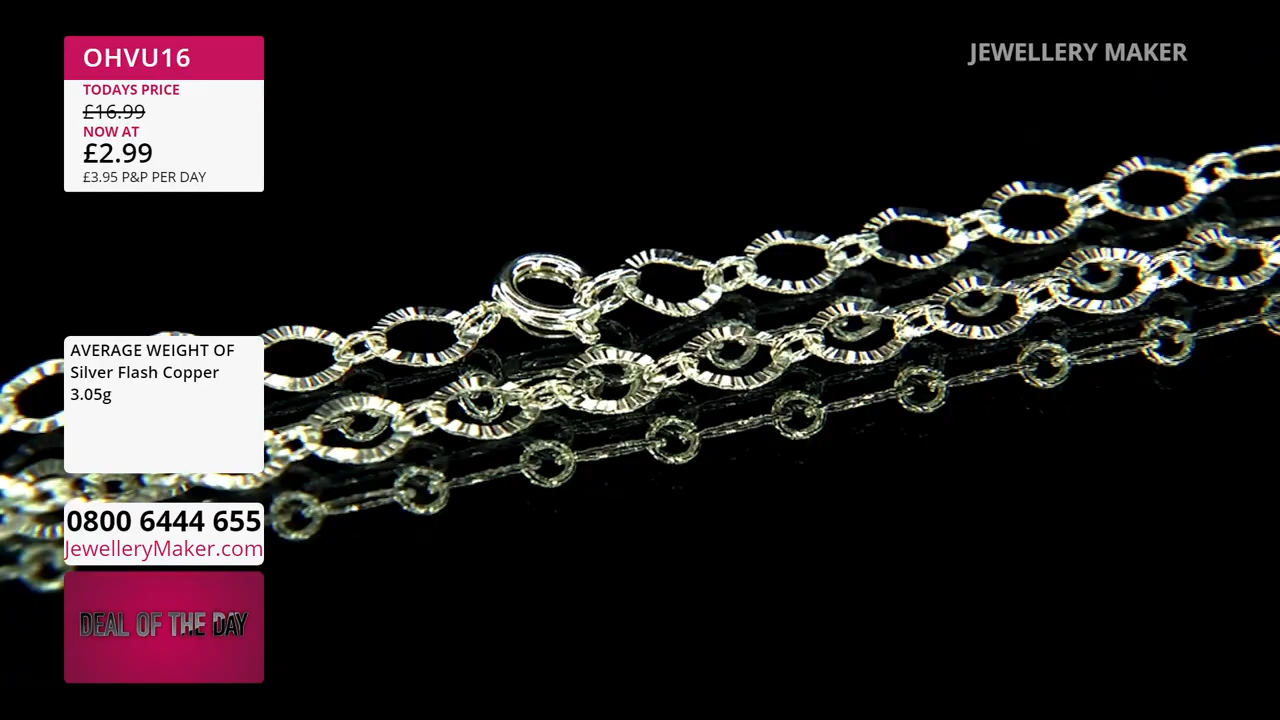 OHVU16
TODAYS PRICE
£16.99
NOW AT
£2.99
£3.95 P&P PER DAY
JEWELLERY MAKER
AVERAGE WEIGHT OF
Silver Flash Copper
3.05g
0800 6444 655
JewelleryMaker.com
DEAL OF THE DAY